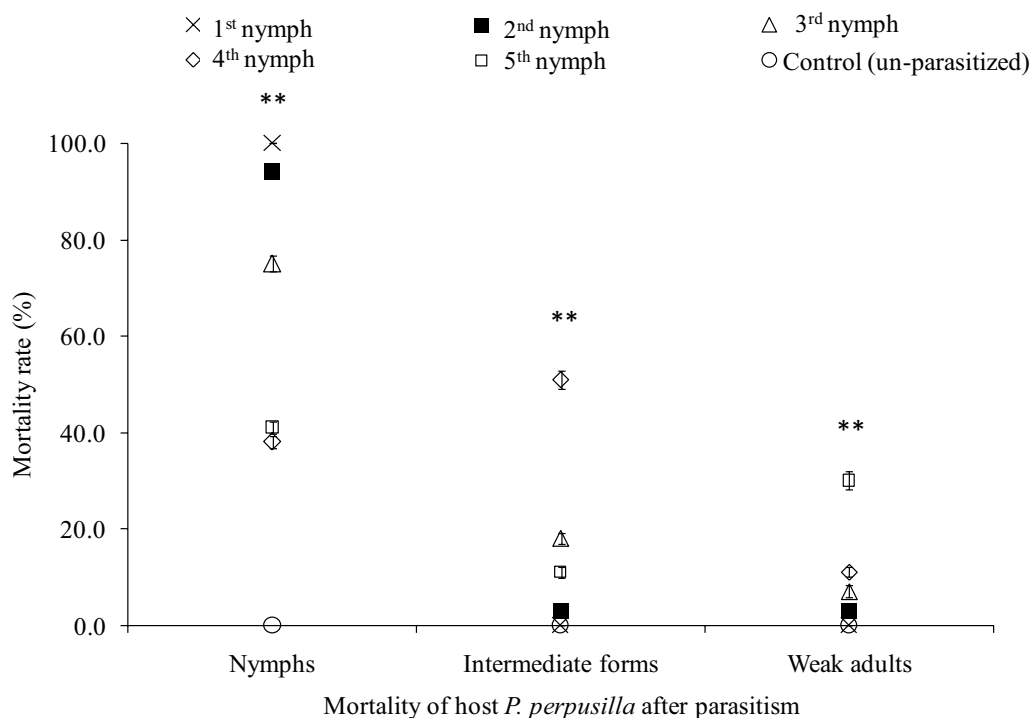 1st nymph 2nd nymph 3rd nymph
4th nymph 5th nymph Control (un-parasitized)
**
100.0
80.0
**
60.0
**
40.0
20.0
0.0
Mortality rate (%)
Nymphs Intermediate forms Weak adults
Mortality of host P. perpusilla after parasitism